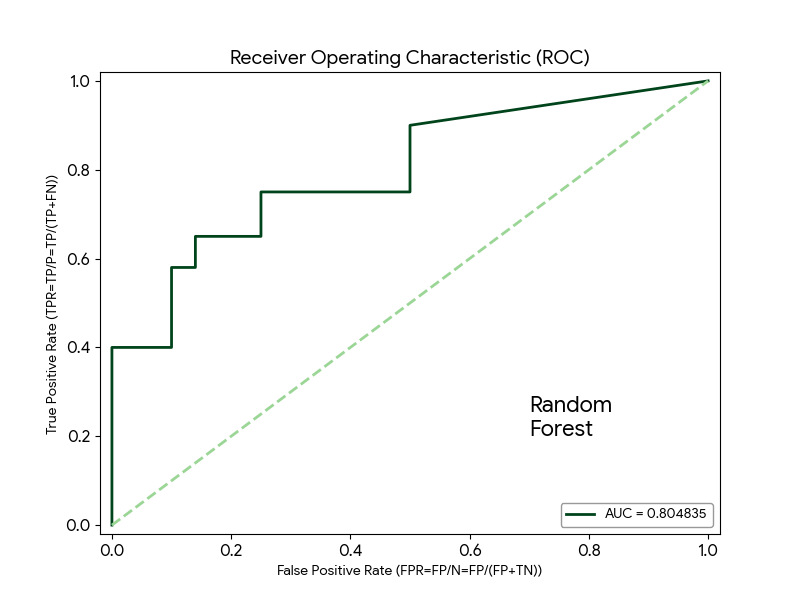 Receiver Operating Characteristic (ROC)
True Positive Rate (TPR=TP/P=TP/(TP+FN))
1.0
0.8
0.6
0.4
0.2
0.0
Random
Forest
AUC = 0.804835
0.0 0.2 0.4 0.6 0.8 1.0
False Positive Rate (FPR=FP/N=FP/(FP+TN))